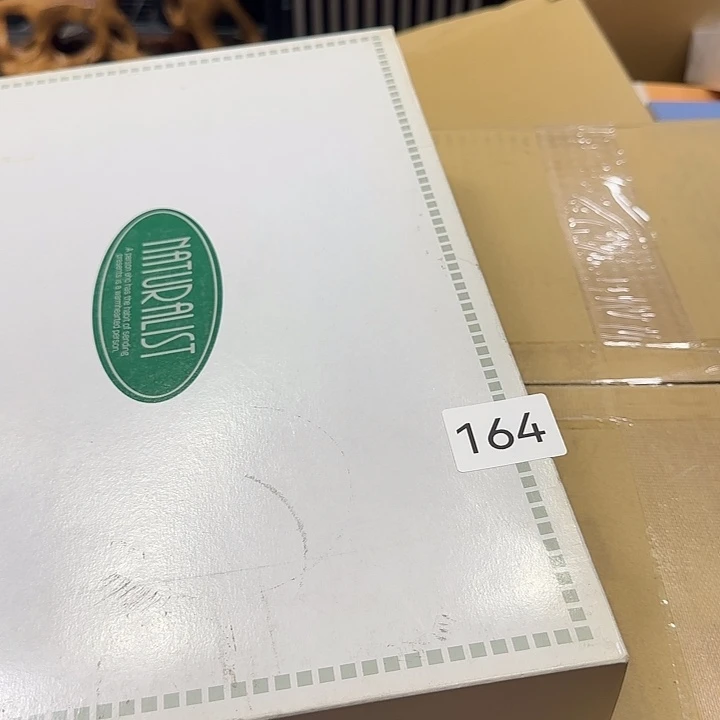 NATURALIST
A person who has the habit of sending
presents is a warmhearted person.
164